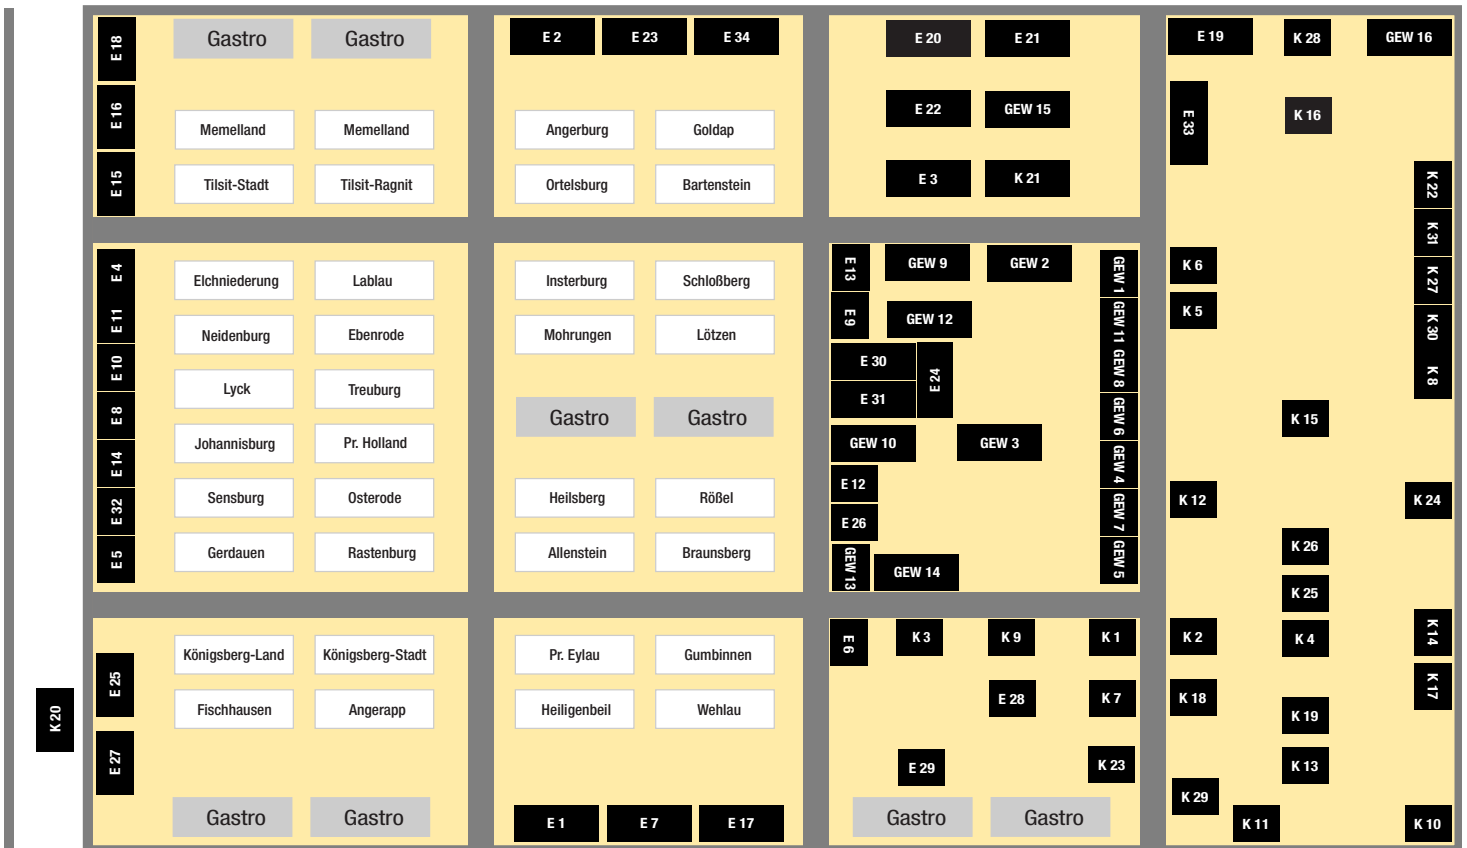 E 18
Gastro
Gastro
E 16
Memelland
Memelland
E 15
Tilsit-Stadt
Tilsit-Ragnit
E 2
E 23
E 34
Angerburg
Goldap
Ortelsburg
Bartenstein
E 20
E 21
E 22
GEW 15
E 3
K 21
E 19
K 28
GEW 16
E 33
K 16
K 22
K 31
K 27
K 30
K 8
K 6
K 5
K 15
K 12
K 24
K 26
K 25
K 2
K 4
K 14
K 17
K 18
K 19
K 13
K 29
K 11
K 10
E 4
E 11
E 10
E 8
E 14
E 32
E 5
Elchniederung
Lablau
Neidenburg
Ebenrode
Lyck
Treuburg
Johannisburg
Pr. Holland
Sensburg
Osterode
Gerdauen
Rastenburg
Insterburg
Schloßberg
Mohrungen
Lötzen
Gastro
Gastro
Heilsberg
Rößel
Allenstein
Braunsberg
E 13
GEW 9
GEW 2
E 9
GEW 12
E 30
E 24
E 31
GEW 10
GEW 3
E 12
E 26
GEW 13
GEW 14
GEW 1
GEW 11
GEW 8
GEW 6
GEW 4
GEW 7
GEW 5
K 20
E 25
E 27
Königsberg-Land
Königsberg-Stadt
Fischhausen
Angerapp
Gastro
Gastro
Pr. Eylau
Gumbinnen
Heiligenbeil
Wehlau
E 1
E 7
E 17
E 6
K 3
K 9
K 1
E 28
K 7
E 29
K 23
Gastro
Gastro